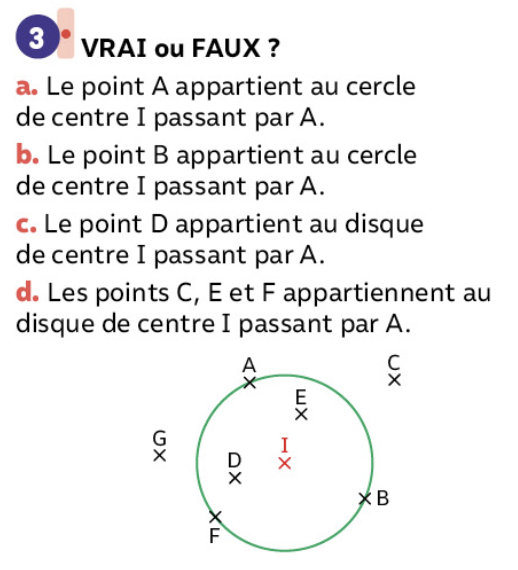 3 VRAI ou FAUX ?
a. Le point A appartient au cercle
de centre I passant par A.
b. Le point B appartient au cercle
de centre I passant par A.
c. Le point D appartient au disque
de centre I passant par A.
d. Les points C, E et F appartiennent au
disque de centre I passant par A.
A
C
E
G
I
D
B
F